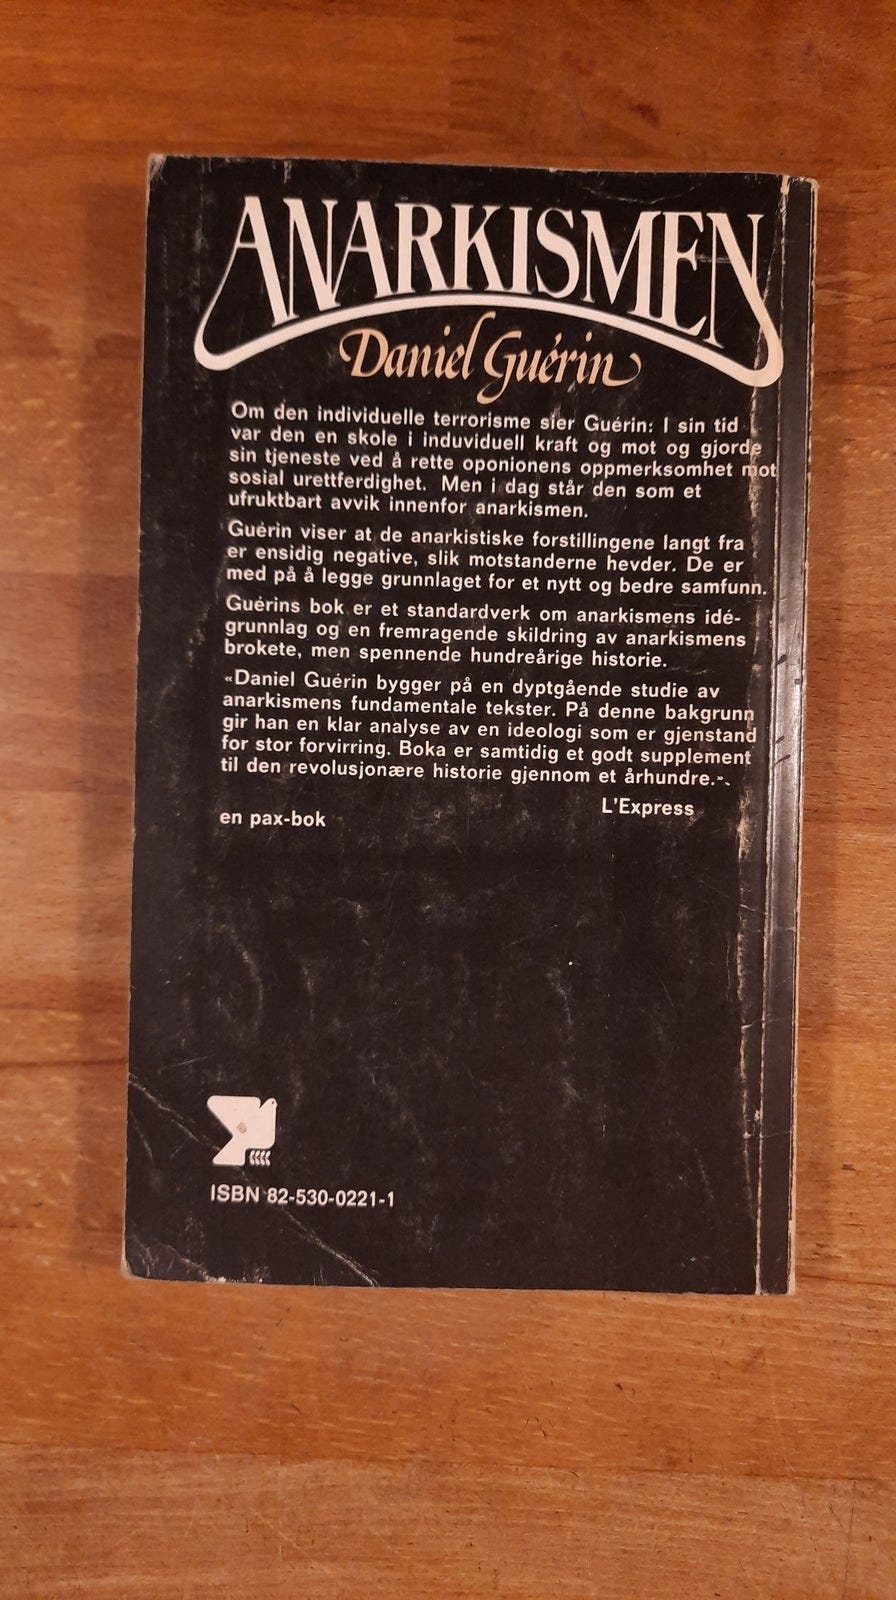 ANARKISMEN
Daniel Guérin
Om den individuelle terrorisme sier Guérin: I sin tid
var den en skole i induviduell kraft og mot og gjorde
sin tjeneste ved å rette oponionens oppmerksomhet mot
sosial urettferdighet. Men i dag står den som et
ufruktbart avvik innenfor anarkismen.
Guérin viser at de anarkistiske forstillingene langt fra
er ensidig negative, slik motstanderne hevder. De er
med på å legge grunnlaget for et nytt og bedre samfunn.
Guérins bok er et standardverk om anarkismens idé-
grunnlag og en fremragende skildring av anarkismens
brokete, men spennende hundreårige historie.
«Daniel Guérin bygger på en dyptgående studie av
anarkismens fundamentale tekster. På denne bakgrunn
gir han en klar analyse av en ideologi som er gjenstand
for stor forvirring. Boka er samtidig et godt supplement
til den revolusjonære historie gjennom et århundre.».
L'Express
en pax-bok
ISBN 82-530-0221-1